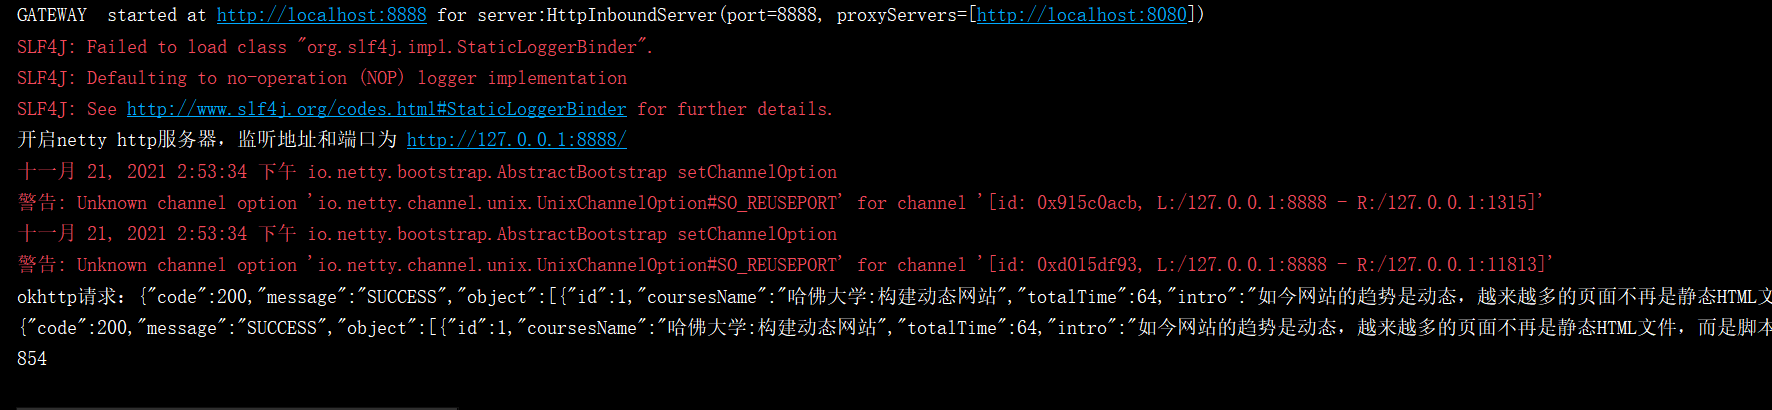 GATEWAY  started at http://localhost:8888 for server:HttpInboundServer(port=8888, proxyServers=[http://localhost:8080])
SLF4J: Failed to load class "org.slf4j.impl.StaticLoggerBinder".
SLF4J: Defaulting to no-operation (NOP) logger implementation
SLF4J: See http://www.slf4j.org/codes.html#StaticLoggerBinder for further details.
开启netty http服务器，监听地址和端口为 http://127.0.0.1:8888/
十一月 21, 2021 2:53:34 下午 io.netty.bootstrap.AbstractBootstrap setChannelOption
警告: Unknown channel option 'io.netty.channel.unix.UnixChannelOption#SO_REUSEPORT' for channel '[id: 0x915c0acb, L:/127.0.0.1:8888 - R:/127.0.0.1:1315]'
十一月 21, 2021 2:53:34 下午 io.netty.bootstrap.AbstractBootstrap setChannelOption
警告: Unknown channel option 'io.netty.channel.unix.UnixChannelOption#SO_REUSEPORT' for channel '[id: 0xd015df93, L:/127.0.0.1:8888 - R:/127.0.0.1:11813]'
okhttp请求：{"code":200,"message":"SUCCESS","object":[{"id":1,"coursesName":"哈佛大学:构建动态网站","totalTime":64,"intro":"如今网站的趋势是动态，越来越多的页面不再是静态HTML文
{"code":200,"message":"SUCCESS","object":[{"id":1,"coursesName":"哈佛大学:构建动态网站","totalTime":64,"intro":"如今网站的趋势是动态，越来越多的页面不再是静态HTML文件，而是脚本
854